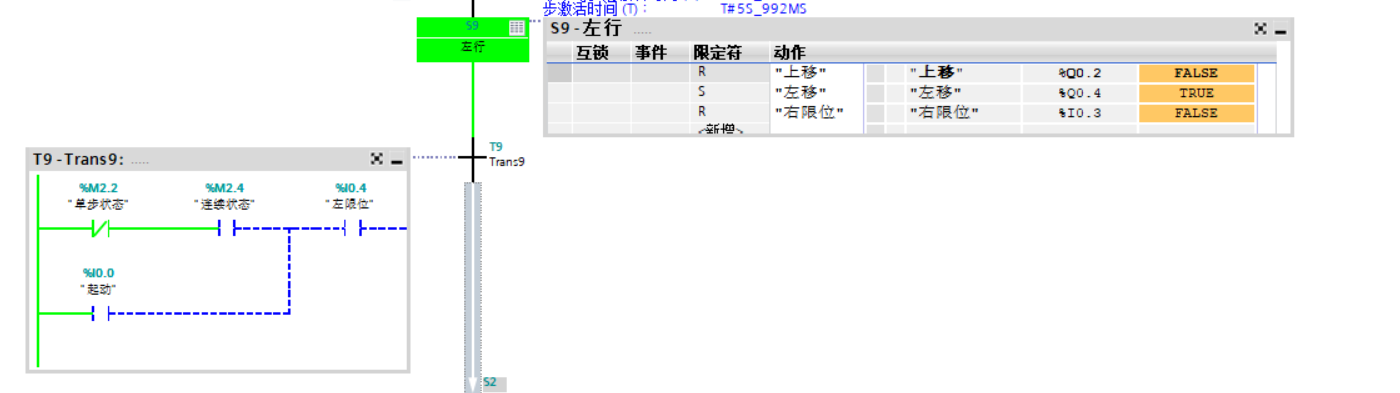 步激活时间(T): T#5S_992MS
S9
左行
S9 - 左行 .....
互锁 事件 限定符 动作
R "上移" "上移" %Q0.2 FALSE
S "左移" "左移" %Q0.4 TRUE
R "右限位" "右限位" %I0.3 FALSE
<新增>
T9
Trans9
T9 - Trans9: .....
%M2.2 %M2.4 %I0.4
"单步状态" "连续状态" "左限位"
%I0.0
"起动"
S2